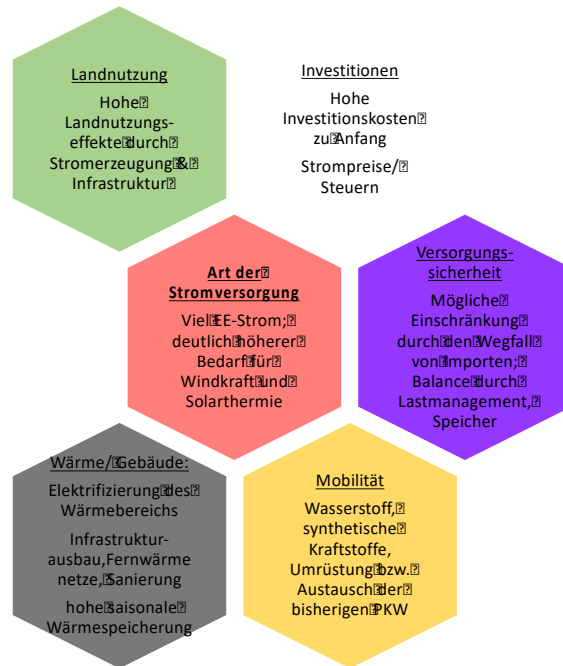 Landnutzung
Hohe
Landnutzungs-
effekte durch
Stromerzeugung &
Infrastruktur
Investitionen
Hohe
Investitionskosten
zu Anfang
Strompreise/
Steuern
Art der
Stromversorgung
Viel EE-Strom;
deutlich höherer
Bedarf für
Windkraft und
Solarthermie
Versorgungs-
sicherheit
Mögliche
Einschränkung
durch den Wegfall
von Importen;
Balance durch
Lastmanagement,
Speicher
Wärme/ Gebäude:
Elektrifizierung des
Wärmebereichs
Infrastruktur-
ausbau,Fernwärme
netze, Sanierung
hohe saisonale
Wärmespeicherung
Mobilität
Wasserstoff,
synthetische
Kraftstoffe,
Umrüstung bzw.
Austausch der
bisherigen PKW